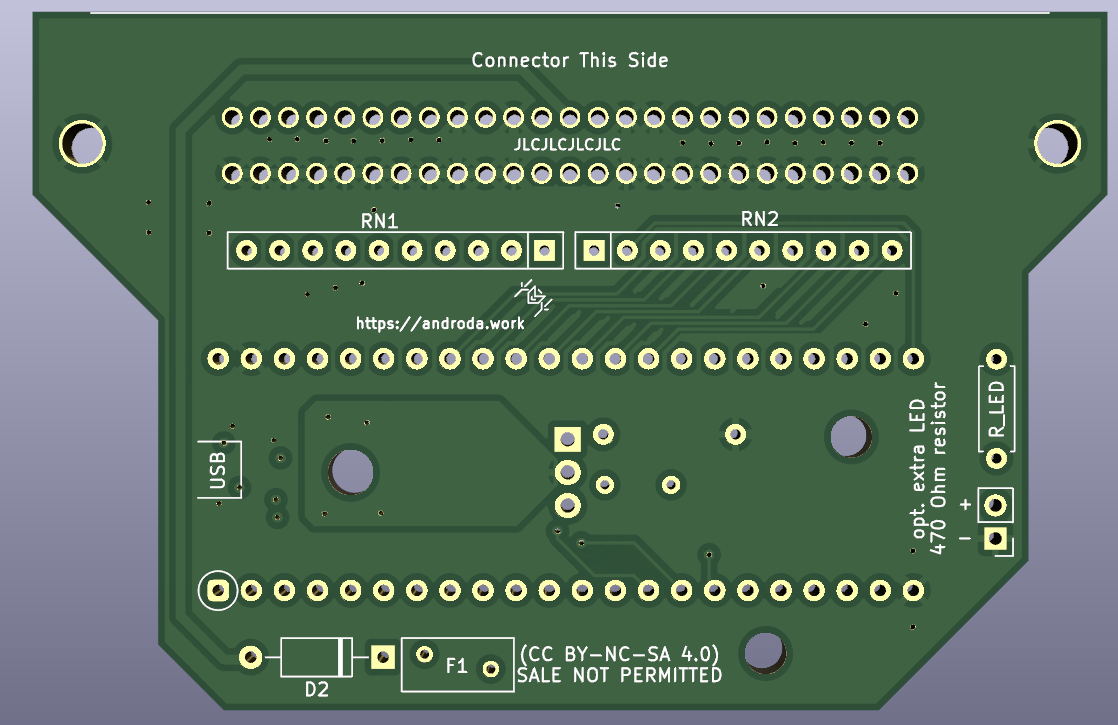 Connector This Side
JLCJLCJLCJLC
RN1
RN2
https://androda.work
R_LED
opt. extra LED
470 Ohm resistor
USB
+
-
F1
(CC BY-NC-SA 4.0)
SALE NOT PERMITTED
D2